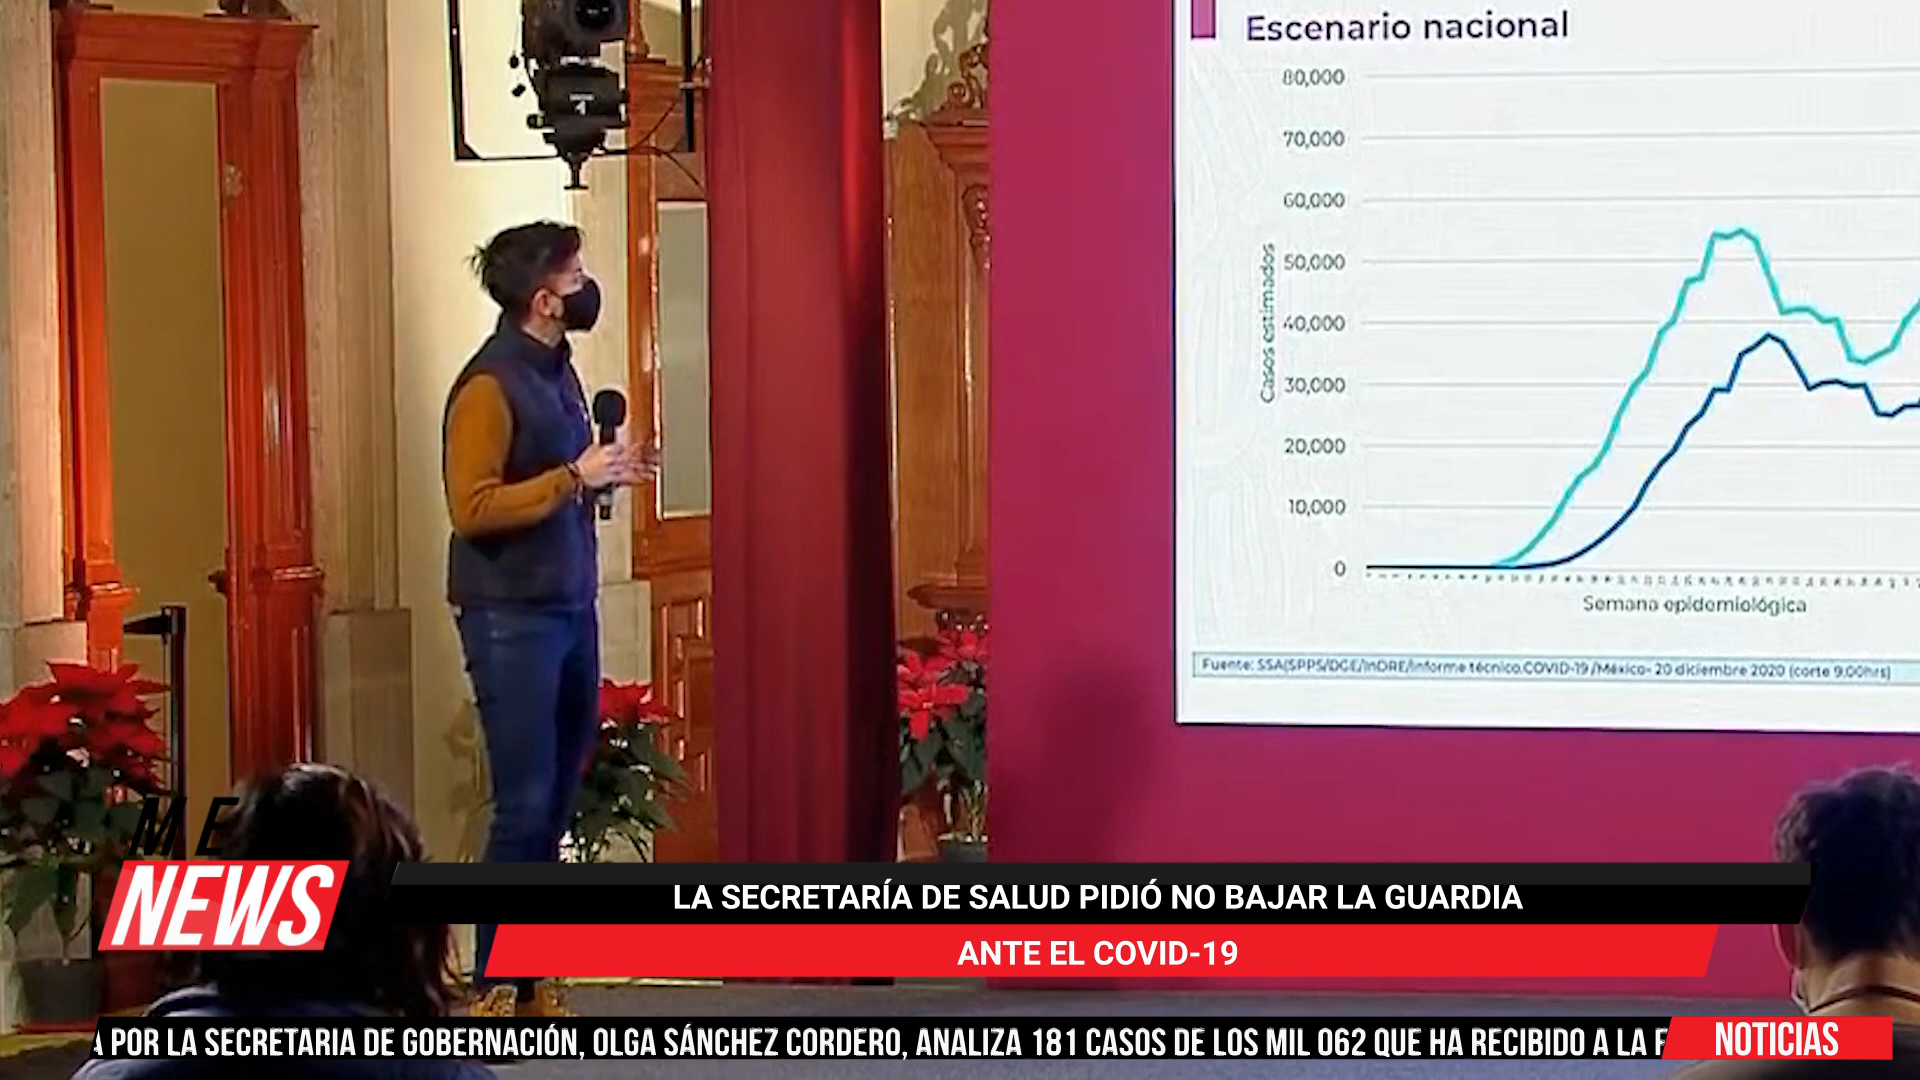 Escenario nacional
80,000
70,000
60,000
50,000
40,000
30,000
20,000
10,000
0
Casos estimados
Semana epidemiológica
Fuente: SSA(SPPS/DGE/InDRE/Informe técnico.COVID-19 /México- 20 diciembre 2020 (corte 9:00hrs)
ME
NEWS
LA SECRETARÍA DE SALUD PIDIÓ NO BAJAR LA GUARDIA
ANTE EL COVID-19
A POR LA SECRETARIA DE GOBERNACIÓN, OLGA SÁNCHEZ CORDERO, ANALIZA 181 CASOS DE LOS MIL 062 QUE HA RECIBIDO A LA
NOTICIAS